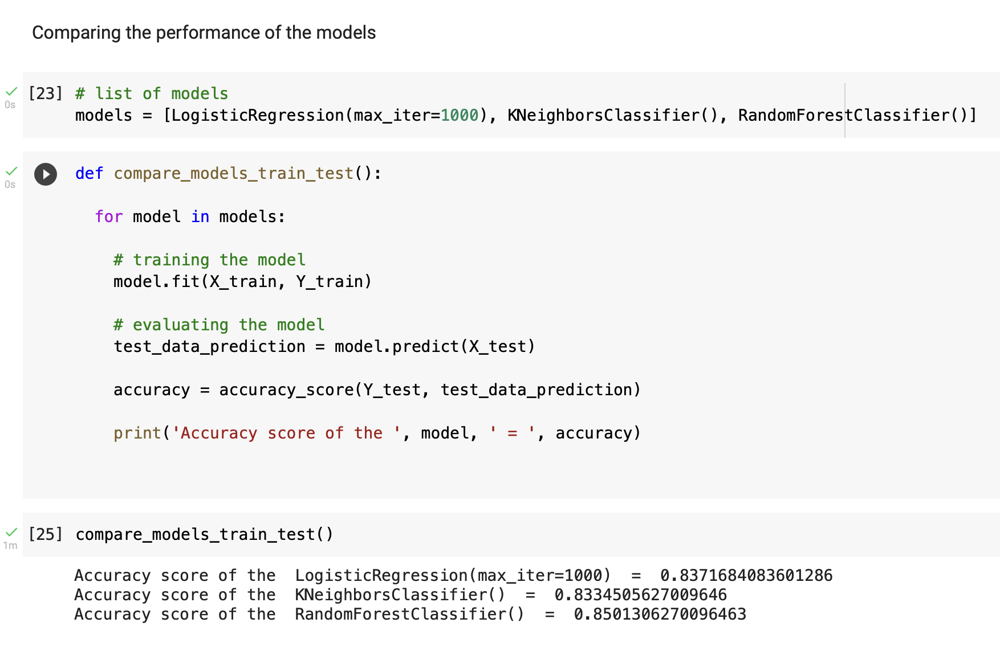 Comparing the performance of the models
[23] # list of models
0s
models = [LogisticRegression(max_iter=1000), KNeighborsClassifier(), RandomForestClassifier()]
def compare_models_train_test():
0s
for model in models:
# training the model
model.fit(X_train, Y_train)
# evaluating the model
test_data_prediction = model.predict(X_test)
accuracy = accuracy_score(Y_test, test_data_prediction)
print('Accuracy score of the ', model, ' = ', accuracy)
[25] compare_models_train_test()
1m
Accuracy score of the  LogisticRegression(max_iter=1000)  =  0.8371684083601286
Accuracy score of the  KNeighborsClassifier()  =  0.8334505627009646
Accuracy score of the  RandomForestClassifier()  =  0.8501306270096463